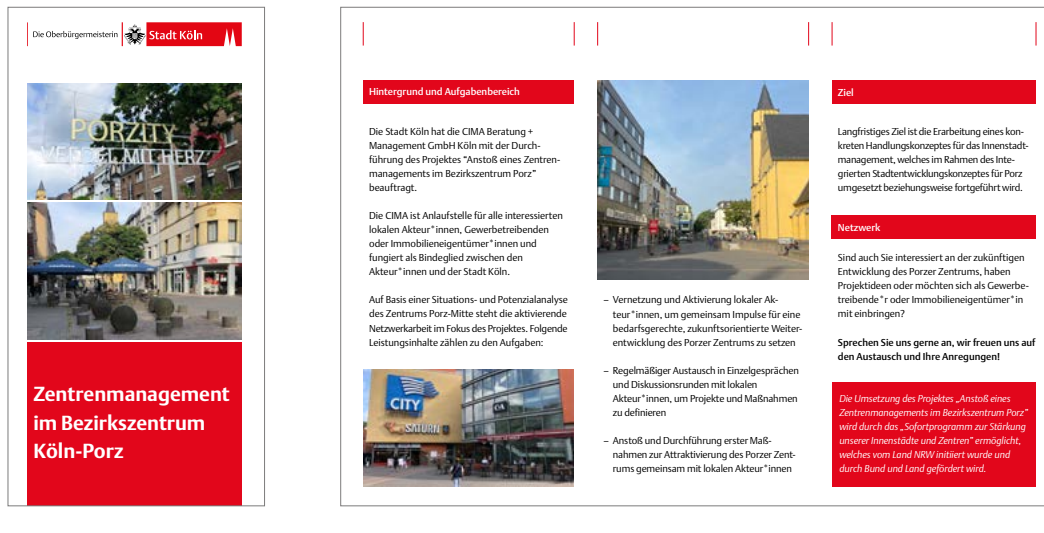 Die Oberbürgermeisterin
Stadt Köln
PORZITY
VEEDEL MIT HERZ
Zentrenmanagement
im Bezirkszentrum
Köln-Porz
Hintergrund und Aufgabenbereich
Die Stadt Köln hat die CIMA Beratung +
Management GmbH Köln mit der Durch-
führung des Projektes “Anstoß eines Zentren-
managements im Bezirkszentrum Porz”
beauftragt.
Die CIMA ist Anlaufstelle für alle interessierten
lokalen Akteur*innen, Gewerbetreibenden
oder Immobilieneigentümer*innen und
fungiert als Bindeglied zwischen den
Akteur*innen und der Stadt Köln.
Auf Basis einer Situations- und Potenzialanalyse
des Zentrums Porz-Mitte steht die aktivierende
Netzwerkarbeit im Fokus des Projektes. Folgende
Leistungsinhalte zählen zu den Aufgaben:
CITY
SATURN
– Vernetzung und Aktivierung lokaler Ak-
teur*innen, um gemeinsam Impulse für eine
bedarfsgerechte, zukunftsorientierte Weiter-
entwicklung des Porzer Zentrums zu setzen
– Regelmäßiger Austausch in Einzelgesprächen
und Diskussionsrunden mit lokalen
Akteur*innen, um Projekte und Maßnahmen
zu definieren
– Anstoß und Durchführung erster Maß-
nahmen zur Attraktivierung des Porzer Zent-
rums gemeinsam mit lokalen Akteur*innen
Ziel
Langfristiges Ziel ist die Erarbeitung eines kon-
kreten Handlungskonzeptes für das Innenstadt-
management, welches im Rahmen des Inte-
grierten Stadtentwicklungskonzeptes für Porz
umgesetzt beziehungsweise fortgeführt wird.
Netzwerk
Sind auch Sie interessiert an der zukünftigen
Entwicklung des Porzer Zentrums, haben
Projektideen oder möchten sich als Gewerbe-
treibende*r oder Immobilieneigentümer*in
mit einbringen?
Sprechen Sie uns gerne an, wir freuen uns auf
den Austausch und Ihre Anregungen!
Die Umsetzung des Projektes „Anstoß eines
Zentrenmanagements im Bezirkszentrum Porz“
wird durch das „Sofortprogramm zur Stärkung
unserer Innenstädte und Zentren“ ermöglicht,
welches vom Land NRW initiiert wurde und
durch Bund und Land gefördert wird.